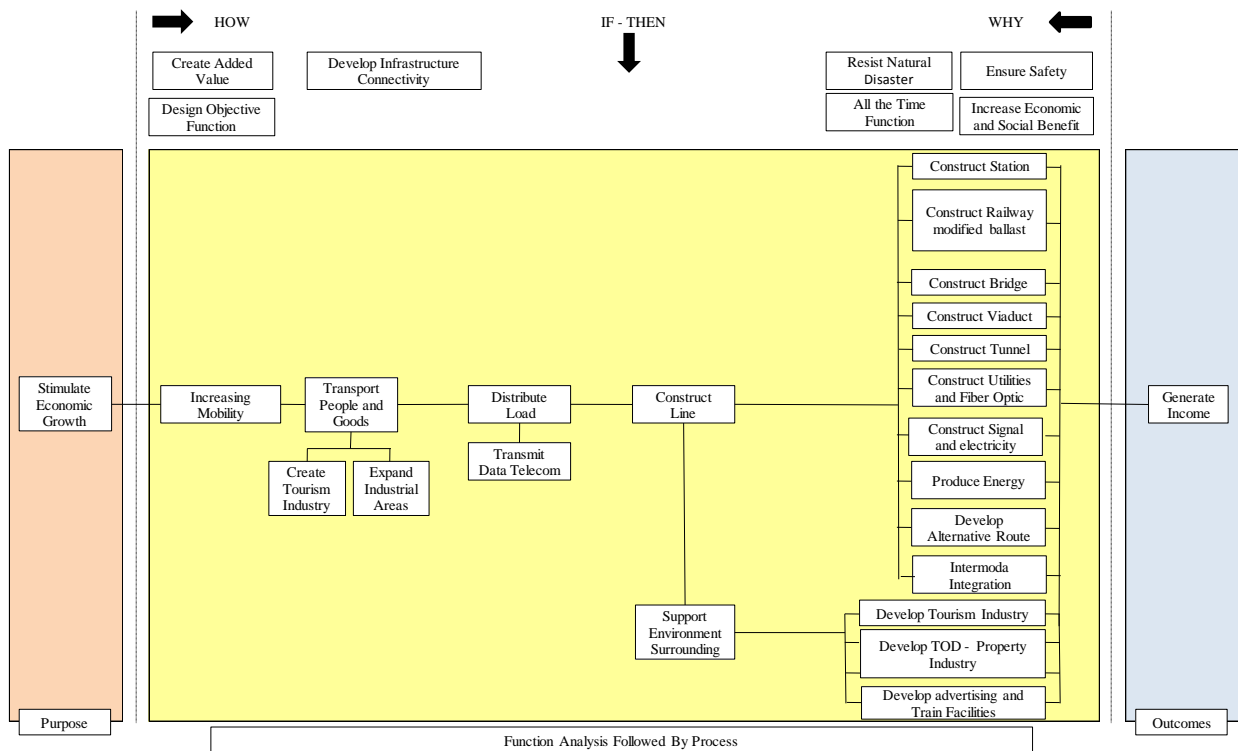 HOW
IF - THEN
WHY
Create Added
Value
Develop Infrastructure
Connectivity
Resist Natural
Disaster
Ensure Safety
Design Objective
Function
All the Time
Function
Increase Economic
and Social Benefit
Construct Station
Construct Railway
modified ballast
Construct Bridge
Construct Viaduct
Construct Tunnel
Stimulate
Economic
Growth
Increasing
Mobility
Transport
People and
Goods
Distribute
Load
Construct
Line
Construct Utilities
and Fiber Optic
Generate
Income
Create
Tourism
Industry
Expand
Industrial
Areas
Transmit
Data Telecom
Construct Signal
and electricity
Produce Energy
Develop
Alternative Route
Intermoda
Integration
Support
Environment
Surrounding
Develop Tourism Industry
Develop TOD - Property
Industry
Develop advertising and
Train Facilities
Purpose
Outcomes
Function Analysis Followed By Process